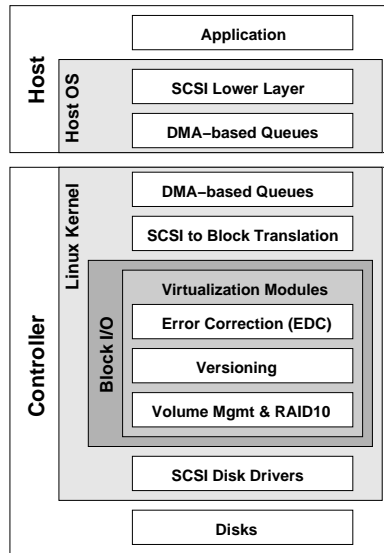 Host
Application
Host OS
SCSI Lower Layer
DMA−based Queues
Controller
Linux Kernel
DMA−based Queues
SCSI to Block Translation
Block I/O
Virtualization Modules
Error Correction (EDC)
Versioning
Volume Mgmt & RAID10
SCSI Disk Drivers
Disks